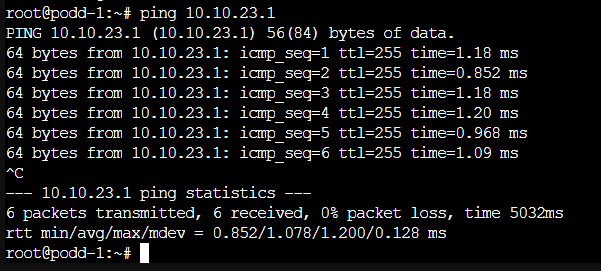 root@podd-1:~# ping 10.10.23.1
PING 10.10.23.1 (10.10.23.1) 56(84) bytes of data.
64 bytes from 10.10.23.1: icmp_seq=1 ttl=255 time=1.18 ms
64 bytes from 10.10.23.1: icmp_seq=2 ttl=255 time=0.852 ms
64 bytes from 10.10.23.1: icmp_seq=3 ttl=255 time=1.18 ms
64 bytes from 10.10.23.1: icmp_seq=4 ttl=255 time=1.20 ms
64 bytes from 10.10.23.1: icmp_seq=5 ttl=255 time=0.968 ms
64 bytes from 10.10.23.1: icmp_seq=6 ttl=255 time=1.09 ms
^C
--- 10.10.23.1 ping statistics ---
6 packets transmitted, 6 received, 0% packet loss, time 5032ms
rtt min/avg/max/mdev = 0.852/1.078/1.200/0.128 ms
root@podd-1:~#